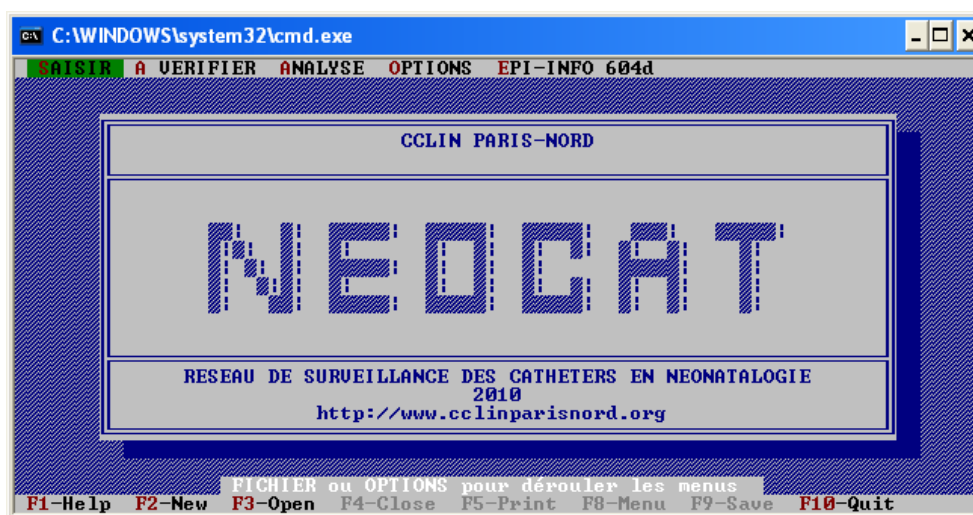 C:\WINDOWS\system32\cmd.exe
SAISIR A VERIFIER ANALYSE OPTIONS EPI-INFO 604d
CCLIN PARIS-NORD
NEOCAT
RESEAU DE SURVEILLANCE DES CATHETERS EN NEONATALOGIE
2010
http://www.cclinparisnord.org
FICHIER ou OPTIONS pour dérouler les menus
F1-Help F2-New F3-Open F4-Close F5-Print F8-Menu F9-Save F10-Quit